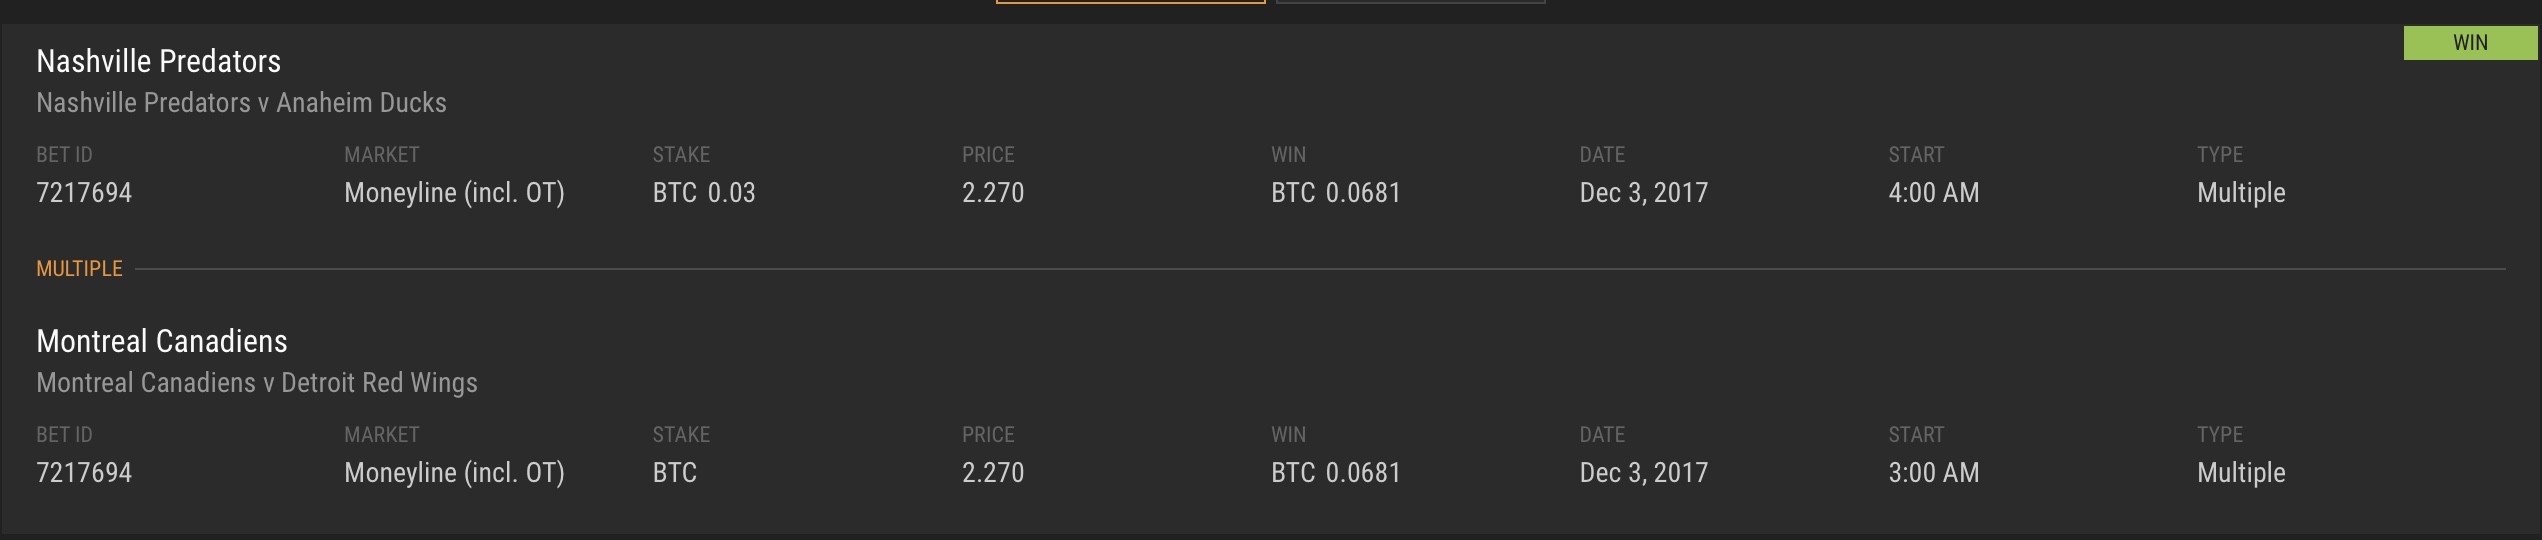 WIN
Nashville Predators
Nashville Predators v Anaheim Ducks
BET ID MARKET STAKE PRICE WIN DATE START TYPE
7217694 Moneyline (incl. OT) BTC 0.03 2.270 BTC 0.0681 Dec 3, 2017 4:00 AM Multiple
MULTIPLE
Montreal Canadiens
Montreal Canadiens v Detroit Red Wings
BET ID MARKET STAKE PRICE WIN DATE START TYPE
7217694 Moneyline (incl. OT) BTC 2.270 BTC 0.0681 Dec 3, 2017 3:00 AM Multiple